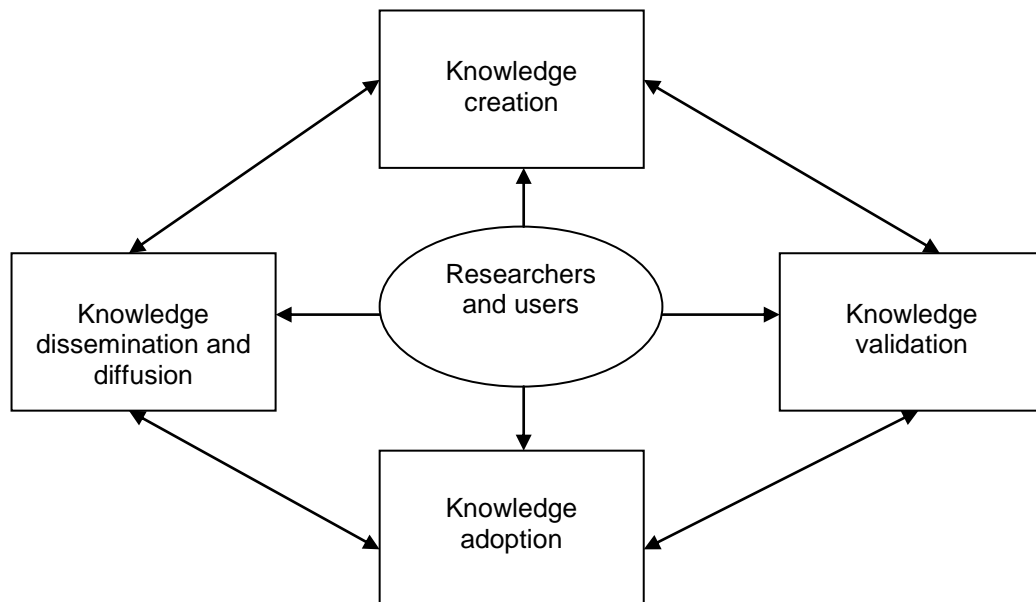 Knowledge
creation
Researchers
and users
Knowledge
dissemination and
diffusion
Knowledge
validation
Knowledge
adoption